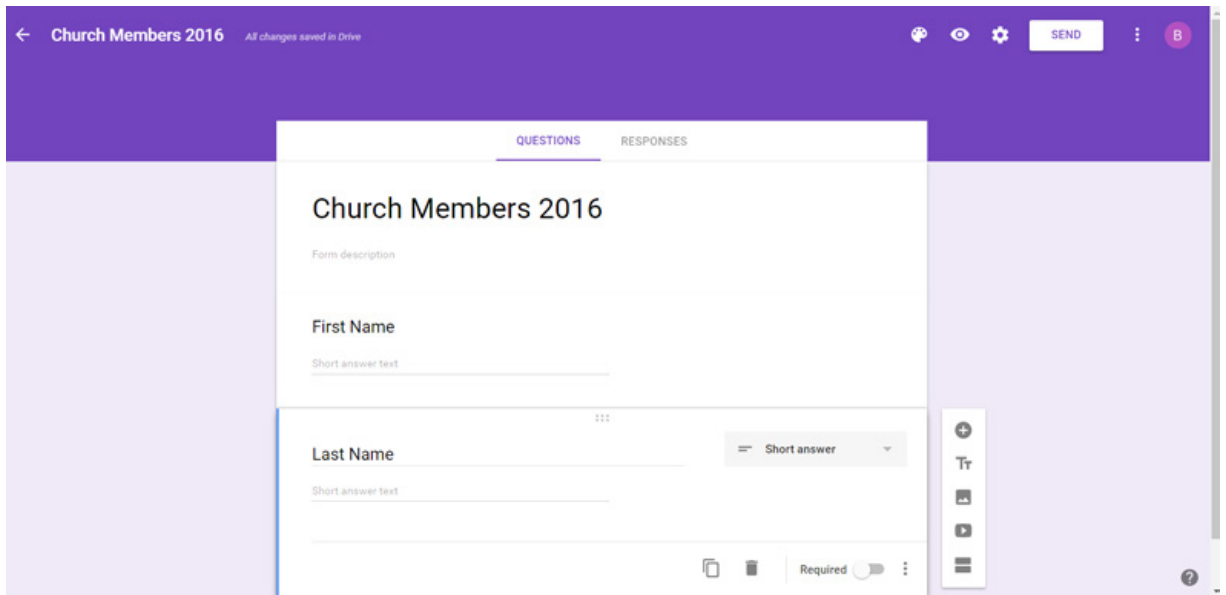 Church Members 2016 All changes saved in Drive SEND B
QUESTIONS RESPONSES
Church Members 2016
Form description
First Name
Short answer text
Last Name Short answer
Short answer text
Tт
Required
?